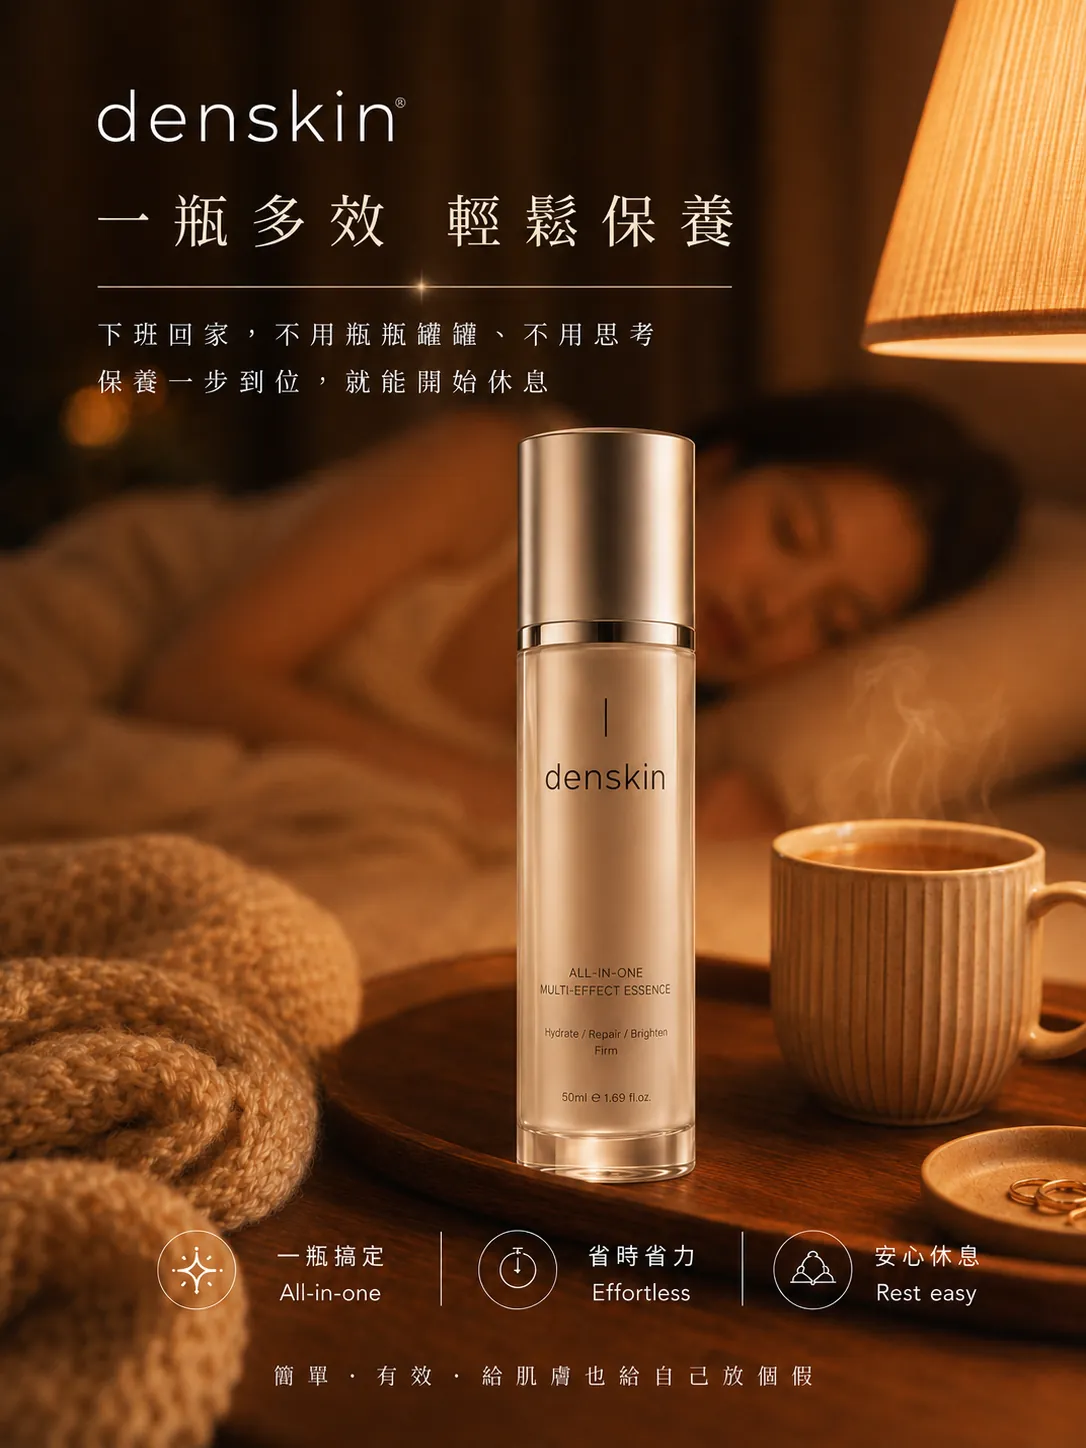 denskin®
一瓶多效 輕鬆保養
下班回家，不用瓶瓶罐罐、不用思考
保養一步到位，就能開始休息
denskin
ALL-IN-ONE
MULTI-EFFECT ESSENCE
Hydrate / Repair / Brighten
Firm
50ml ℮ 1.69 fl.oz.
一瓶搞定
All-in-one
省時省力
Effortless
安心休息
Rest easy
簡單·有效·給肌膚也給自己放個假